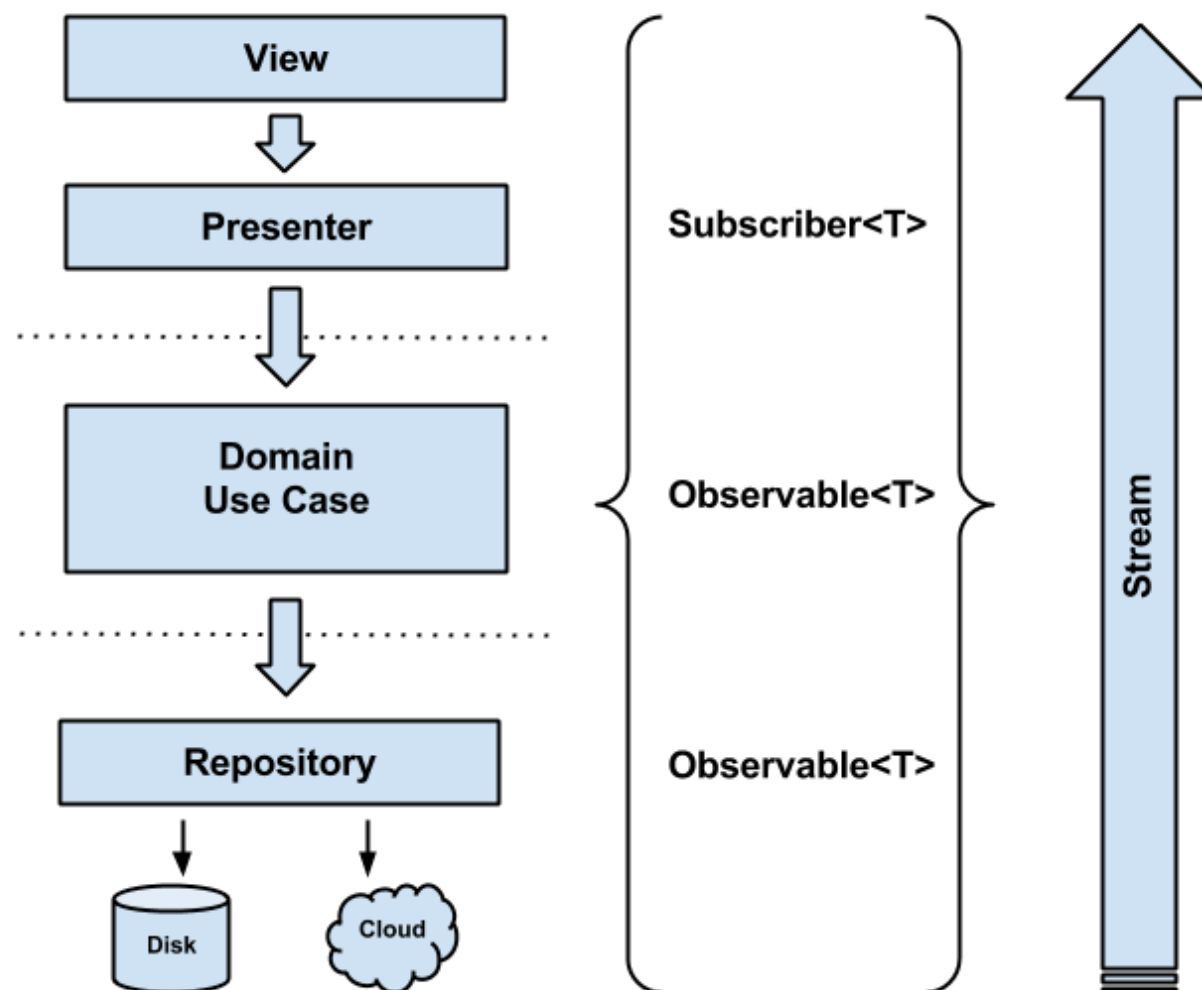 View
Presenter
Subscriber<T>
Domain
Use Case
Observable<T>
Stream
Repository
Observable<T>
Disk
Cloud